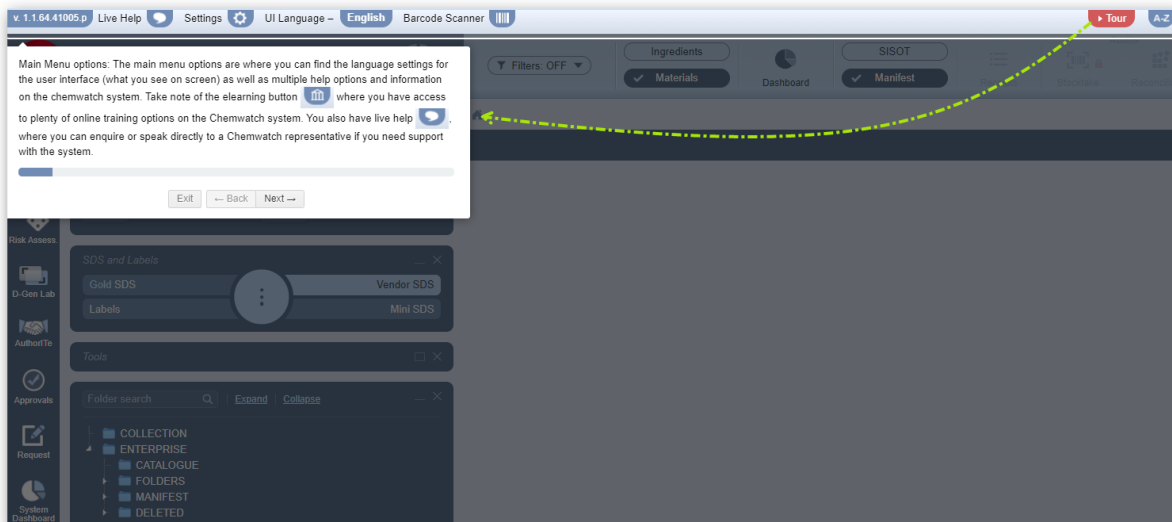 v. 1.1.64.41005.p Live Help Settings UI Language – English Barcode Scanner Tour A-Z
Main Menu options: The main menu options are where you can find the language settings for
the user interface (what you see on screen) as well as multiple help options and information
on the chemwatch system. Take note of the elearning button where you have access
to plenty of online training options on the Chemwatch system. You also have live help ,
where you can enquire or speak directly to a Chemwatch representative if you need support
with the system.
Exit ← Back Next →
Filters: OFF
Ingredients
Materials
Dashboard
SISOT
Manifest
Risk Assess.
D-Gen Lab
AuthorITe
Approvals
Request
System
Dashboard
SDS and Labels
Gold SDS Vendor SDS
Labels Mini SDS
Tools
Folder search Expand Collapse
COLLECTION
ENTERPRISE
CATALOGUE
FOLDERS
MANIFEST
DELETED